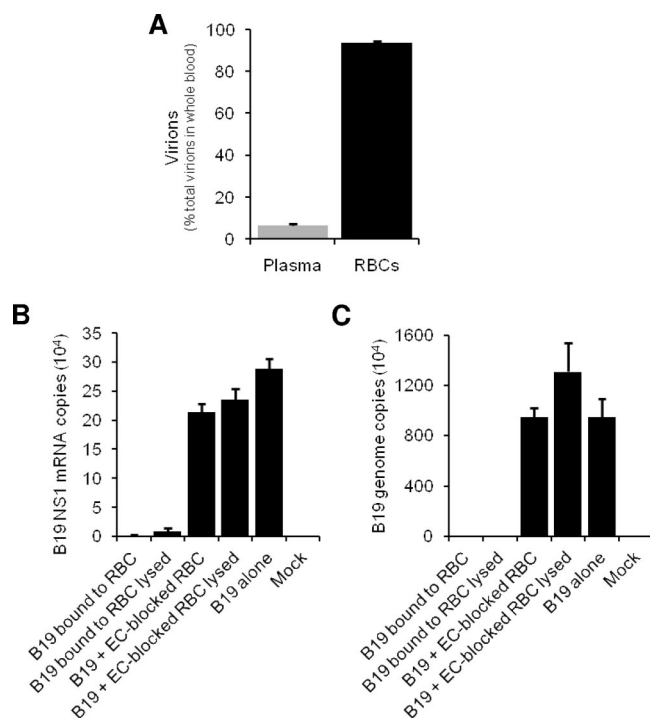 A
Virions
(% total virions in whole blood)
100
80
60
40
20
0
Plasma RBCs
B
B19 NS1 mRNA copies (10⁴)
35
30
25
20
15
10
5
0
B19 bound to RBC
B19 bound to RBC lysed
B19 + EC-blocked RBC
B19 + EC-blocked RBC lysed
B19 alone
Mock
C
B19 genome copies (10⁴)
1600
1200
800
400
0
B19 bound to RBC
B19 bound to RBC lysed
B19 + EC-blocked RBC
B19 + EC-blocked RBC lysed
B19 alone
Mock